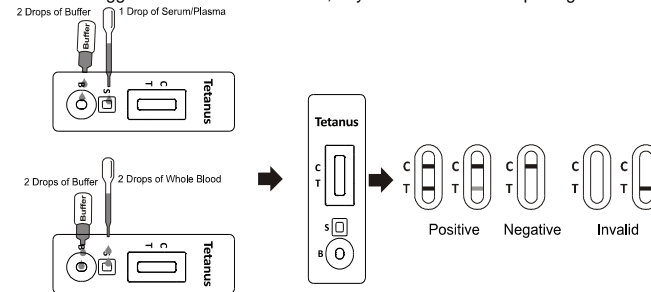 2 Drops of Buffer
1 Drop of Serum/Plasma
Buffer
B
S
T C
Tetanus
2 Drops of Buffer
2 Drops of Whole Blood
Buffer
B
S
T C
Tetanus
Tetanus
C
T
S
B
C
T
C
T
C
T
C
T
C
T
Positive
Negative
Invalid